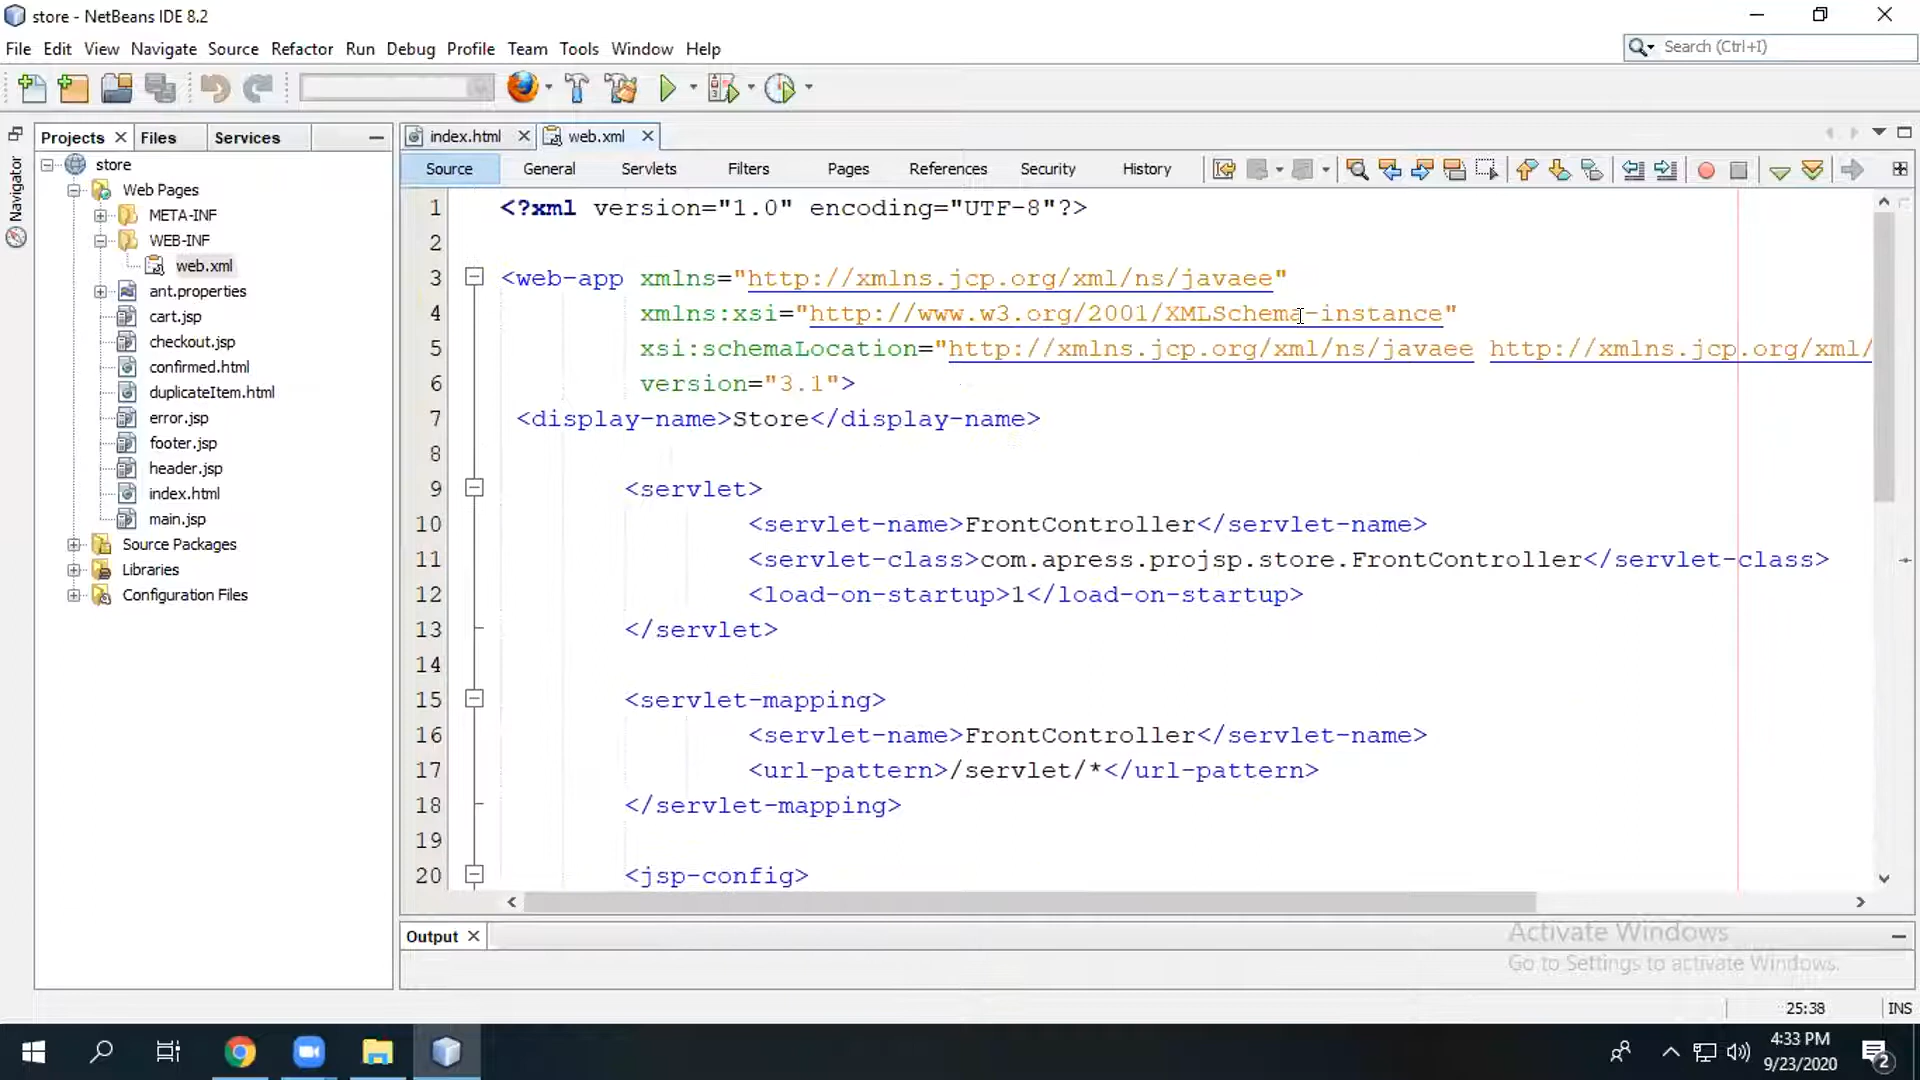 store - NetBeans IDE 8.2
File Edit View Navigate Source Refactor Run Debug Profile Team Tools Window Help
Search (Ctrl+I)
Projects Files Services
Navigator
store
Web Pages
META-INF
WEB-INF
web.xml
ant.properties
cart.jsp
checkout.jsp
confirmed.html
duplicateItem.html
error.jsp
footer.jsp
header.jsp
index.html
main.jsp
Source Packages
Libraries
Configuration Files
index.html web.xml
Source General Servlets Filters Pages References Security History
1 <?xml version="1.0" encoding="UTF-8"?>
2
3 <web-app xmlns="http://xmlns.jcp.org/xml/ns/javaee"
4 xmlns:xsi="http://www.w3.org/2001/XMLSchema-instance"
5 xsi:schemaLocation="http://xmlns.jcp.org/xml/ns/javaee http://xmlns.jcp.org/xml/
6 version="3.1">
7 <display-name>Store</display-name>
8
9 <servlet>
10 <servlet-name>FrontController</servlet-name>
11 <servlet-class>com.apress.projsp.store.FrontController</servlet-class>
12 <load-on-startup>1</load-on-startup>
13 </servlet>
14
15 <servlet-mapping>
16 <servlet-name>FrontController</servlet-name>
17 <url-pattern>/servlet/*</url-pattern>
18 </servlet-mapping>
19
20 <jsp-config>
Output
Activate Windows
Go to Settings to activate Windows.
25:38 INS
4:33 PM
9/23/2020
2